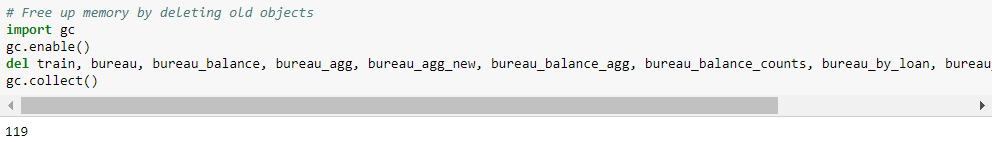 # Free up memory by deleting old objects
import gc
gc.enable()
del train, bureau, bureau_balance, bureau_agg, bureau_agg_new, bureau_balance_agg, bureau_balance_counts, bureau_by_loan, bureau_
gc.collect()
119